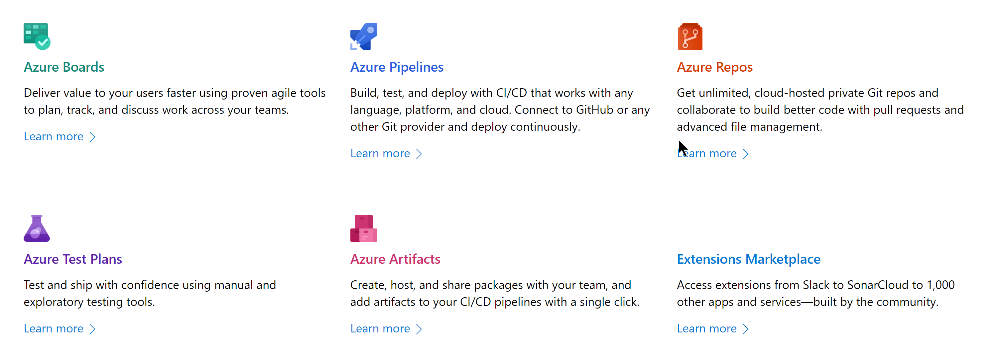 Azure Boards
Deliver value to your users faster using proven agile tools
to plan, track, and discuss work across your teams.
Learn more
Azure Pipelines
Build, test, and deploy with CI/CD that works with any
language, platform, and cloud. Connect to GitHub or any
other Git provider and deploy continuously.
Learn more
Azure Repos
Get unlimited, cloud-hosted private Git repos and
collaborate to build better code with pull requests and
advanced file management.
Learn more
Azure Test Plans
Test and ship with confidence using manual and
exploratory testing tools.
Learn more
Azure Artifacts
Create, host, and share packages with your team, and
add artifacts to your CI/CD pipelines with a single click.
Learn more
Extensions Marketplace
Access extensions from Slack to SonarCloud to 1,000
other apps and services—built by the community.
Learn more